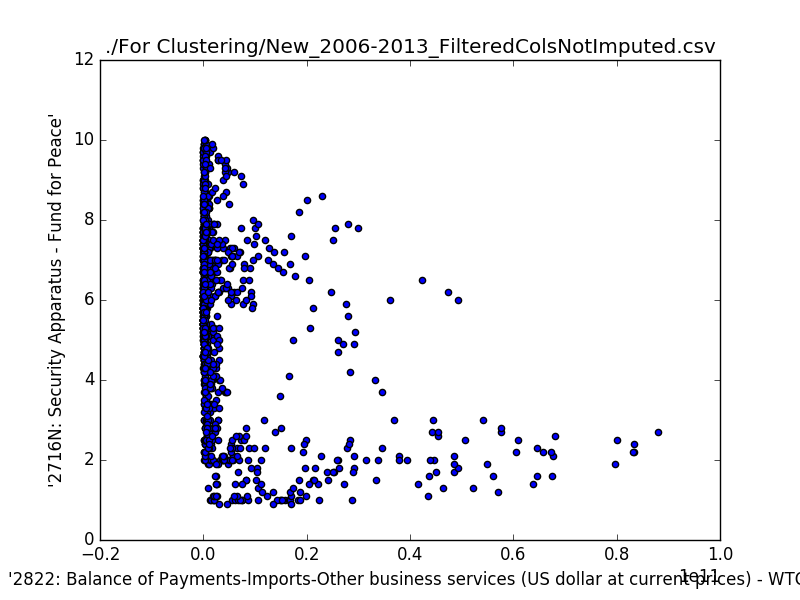 ./For Clustering/New_2006-2013_FilteredColsNotImputed.csv
12
10
8
6
4
2
0
'2716N: Security Apparatus - Fund for Peace'
−0.2 0.0 0.2 0.4 0.6 0.8 1.0
1e11
'2822: Balance of Payments-Imports-Other business services (US dollar at current prices) - WTO